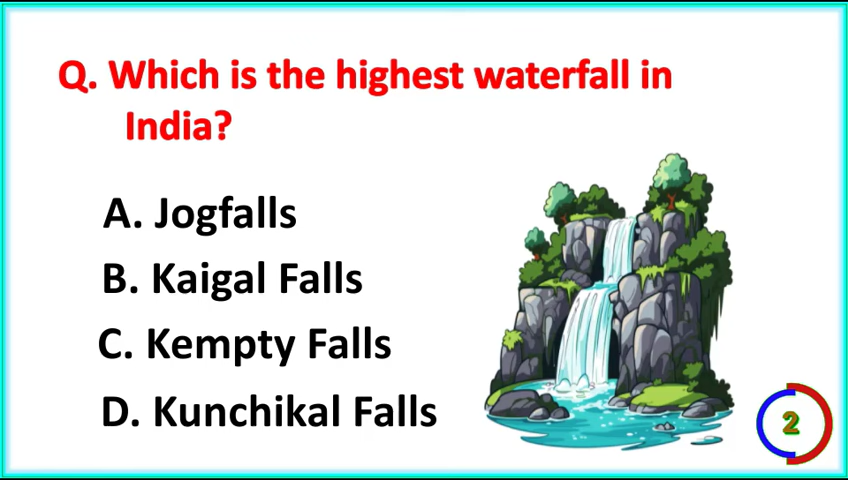 Q. Which is the highest waterfall in
India?
A. Jogfalls
B. Kaigal Falls
C. Kempty Falls
D. Kunchikal Falls
2